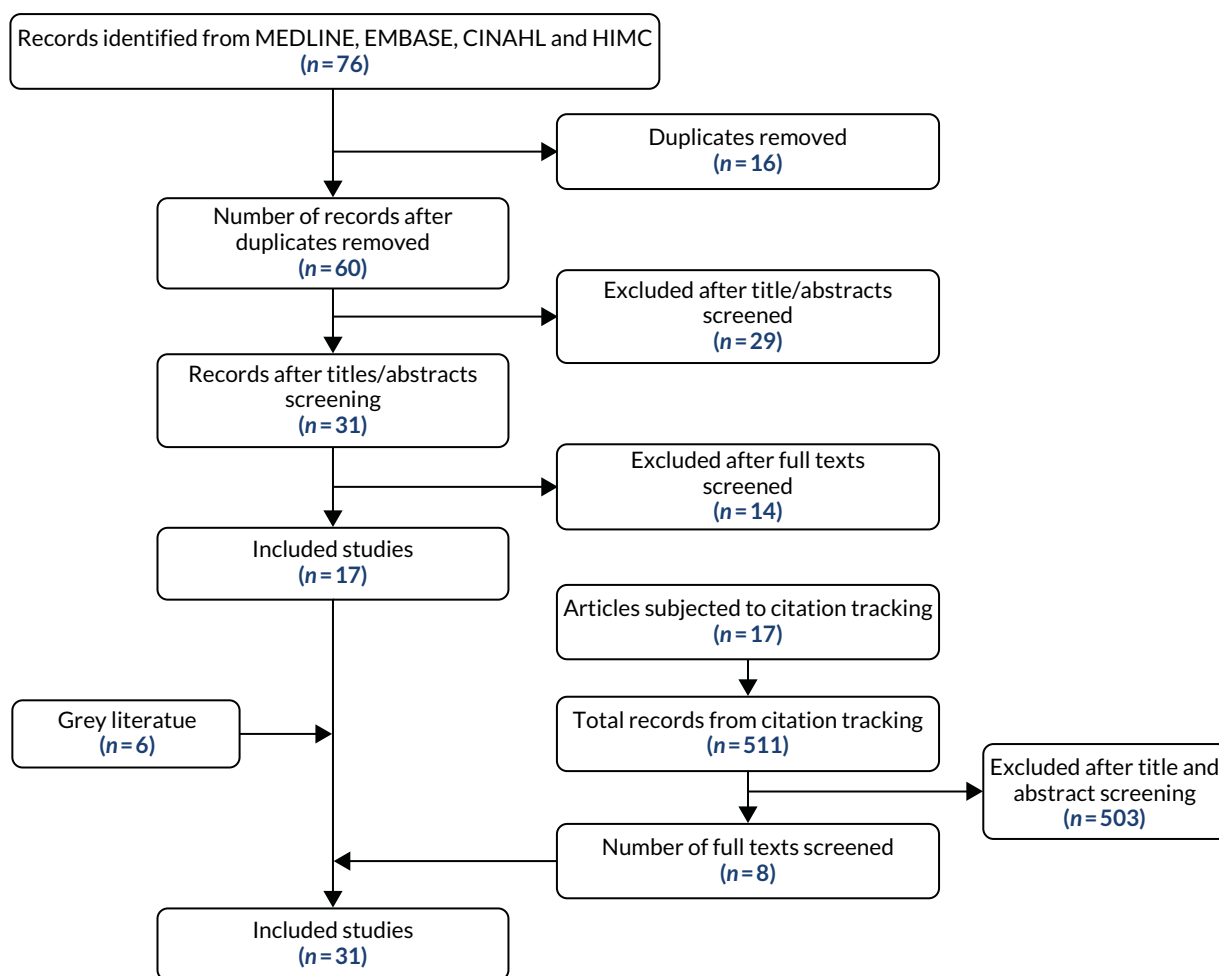 Records identified from MEDLINE, EMBASE, CINAHL and HIMC
(n=76)
Duplicates removed
(n=16)
Number of records after
duplicates removed
(n=60)
Excluded after title/abstracts
screened
(n=29)
Records after titles/abstracts
screening
(n=31)
Excluded after full texts
screened
(n=14)
Included studies
(n=17)
Articles subjected to citation tracking
(n=17)
Grey literatue
(n=6)
Total records from citation tracking
(n=511)
Excluded after title and
abstract screening
(n=503)
Number of full texts screened
(n=8)
Included studies
(n=31)